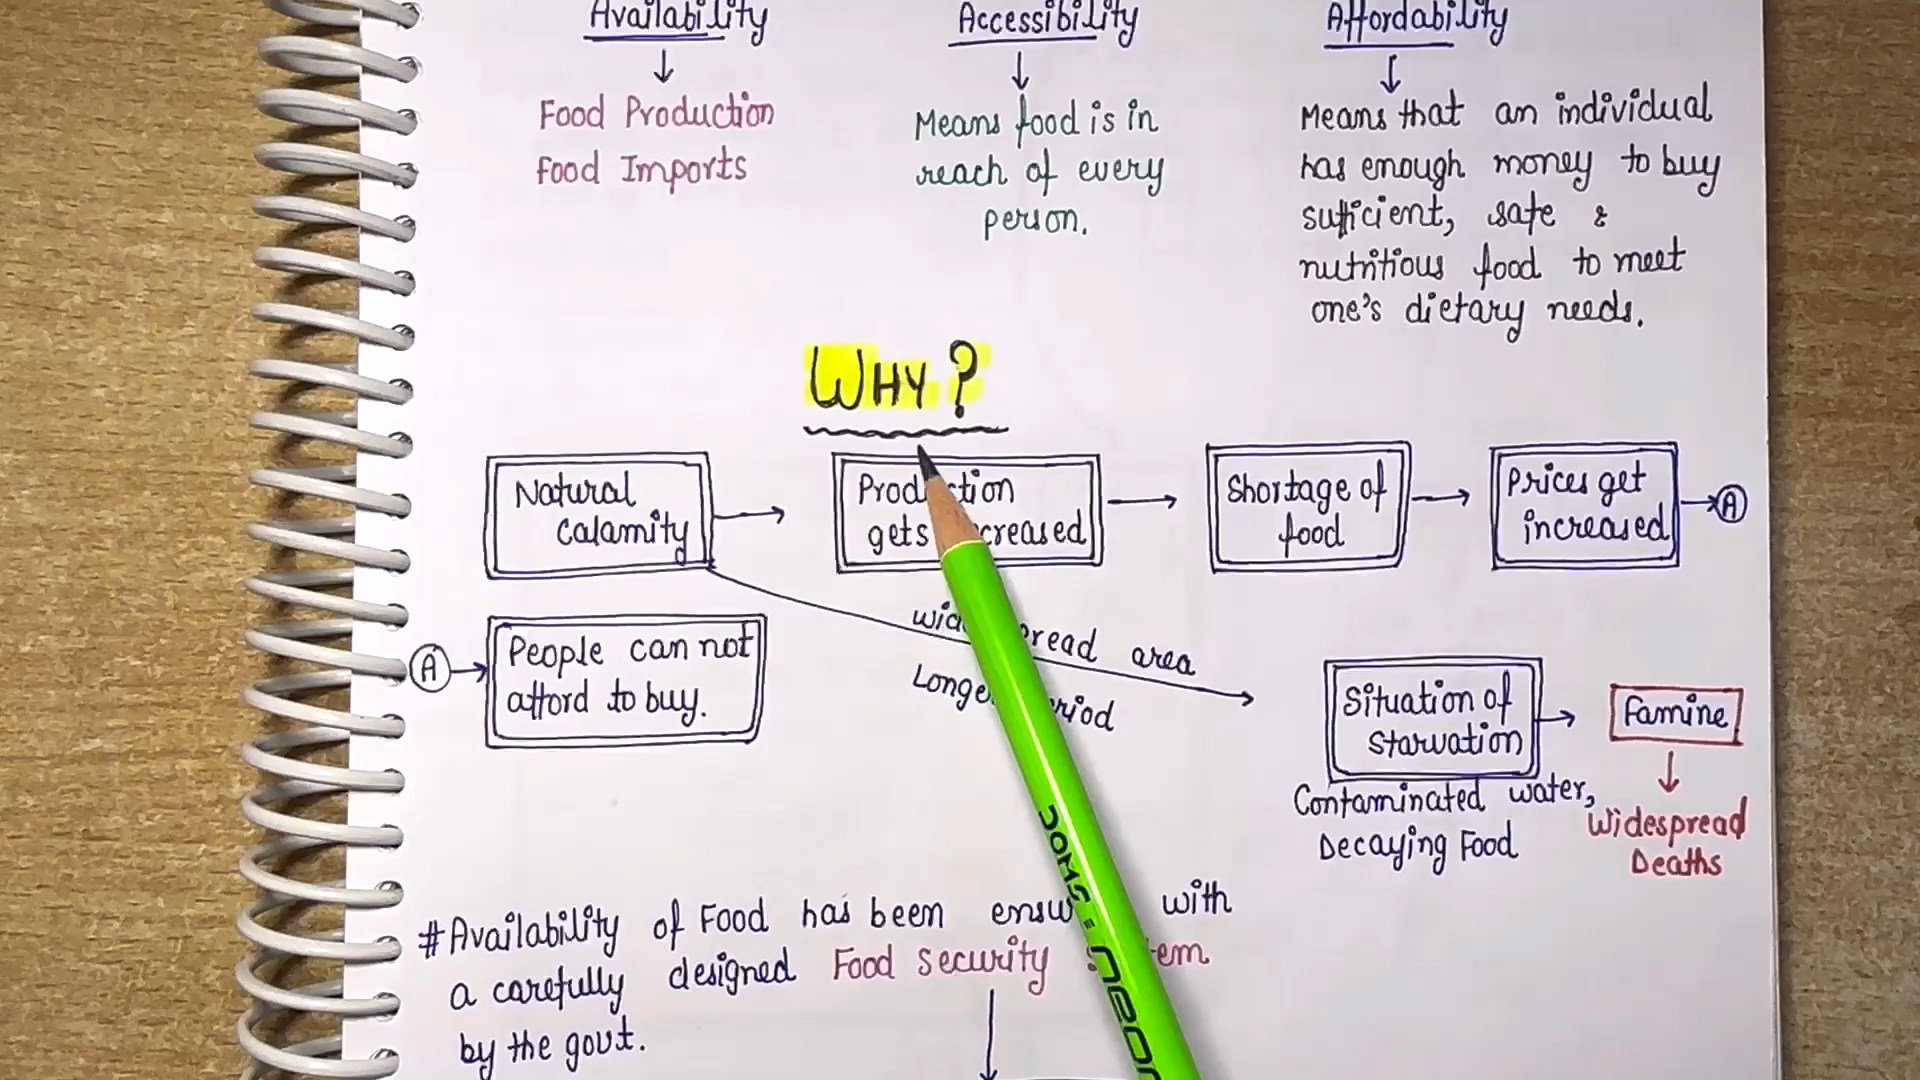 Availability
Accessibility
Affordability
Food Production
Food Imports
Means food is in
reach of every
person.
Means that an individual
has enough money to buy
sufficient, safe &
nutritious food to meet
one's dietary needs.
WHY?
Natural
Calamity
gets
Shortage of
food
Prices get
increased
A
A
People can not
afford to buy.
area
Situation of
starvation
Famine
Contaminated water,
Decaying Food
Widespread
Deaths
# Availability of Food has been with
a carefully designed Food Security
by the govt.
DOMS
neon